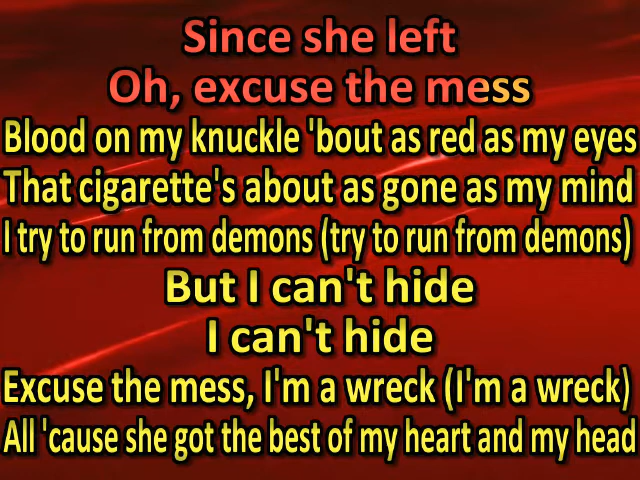 Since she left
Oh, excuse the mess
Blood on my knuckle 'bout as red as my eyes
That cigarette's about as gone as my mind
I try to run from demons (try to run from demons)
But I can't hide
I can't hide
Excuse the mess, I'm a wreck (I'm a wreck)
All 'cause she got the best of my heart and my head